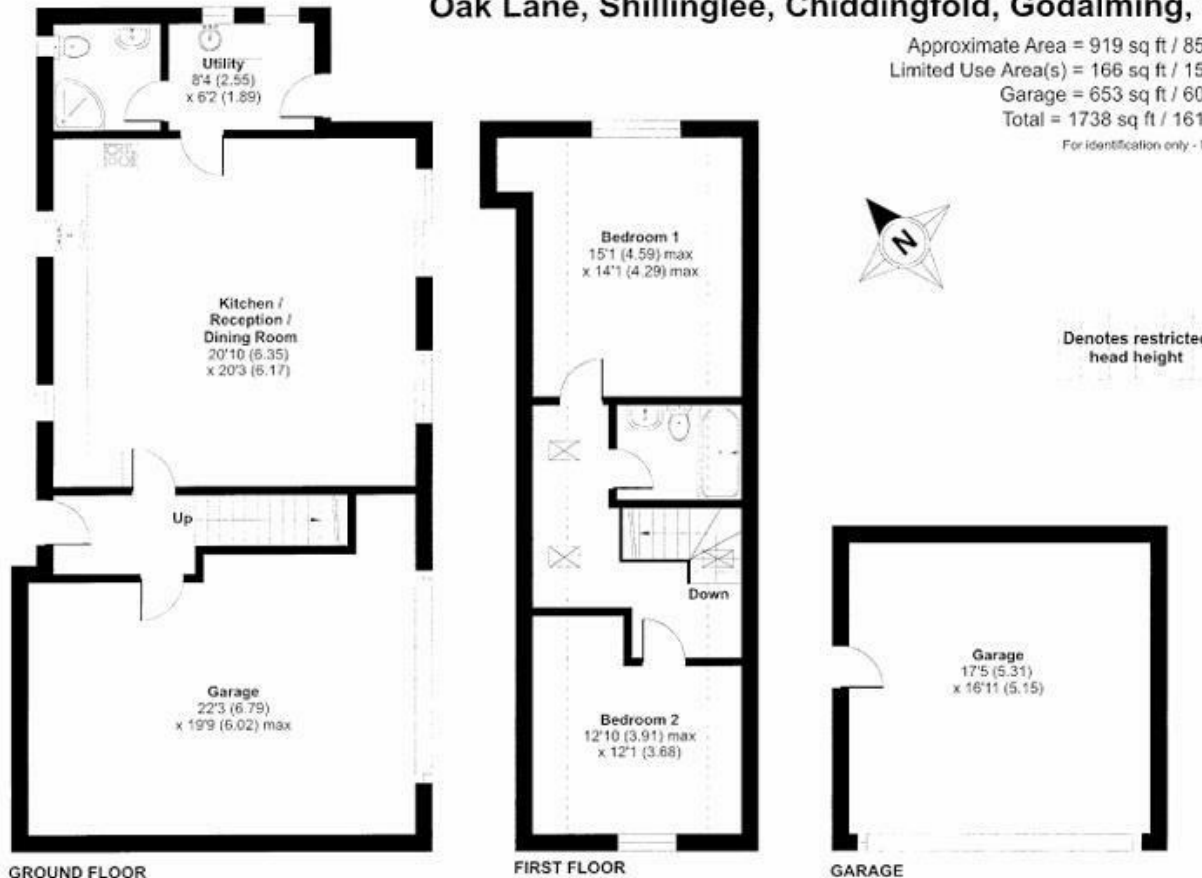 Oak Lane, Shillinglee, Chiddingfold, Godalming,
Approximate Area = 919 sq ft / 85
Limited Use Area(s) = 166 sq ft / 15
Garage = 653 sq ft / 60
Total = 1738 sq ft / 161
For identification only -
Utility
8'4 (2.55)
x 6'2 (1.89)
Kitchen /
Reception /
Dining Room
20'10 (6.35)
x 20'3 (6.17)
Up
Garage
22'3 (6.79)
x 19'9 (6.02) max
GROUND FLOOR
Bedroom 1
15'1 (4.59) max
x 14'1 (4.29) max
Down
Bedroom 2
12'10 (3.91) max
x 12'1 (3.68)
FIRST FLOOR
N
Denotes restricted
head height
Garage
17'5 (5.31)
x 16'11 (5.15)
GARAGE